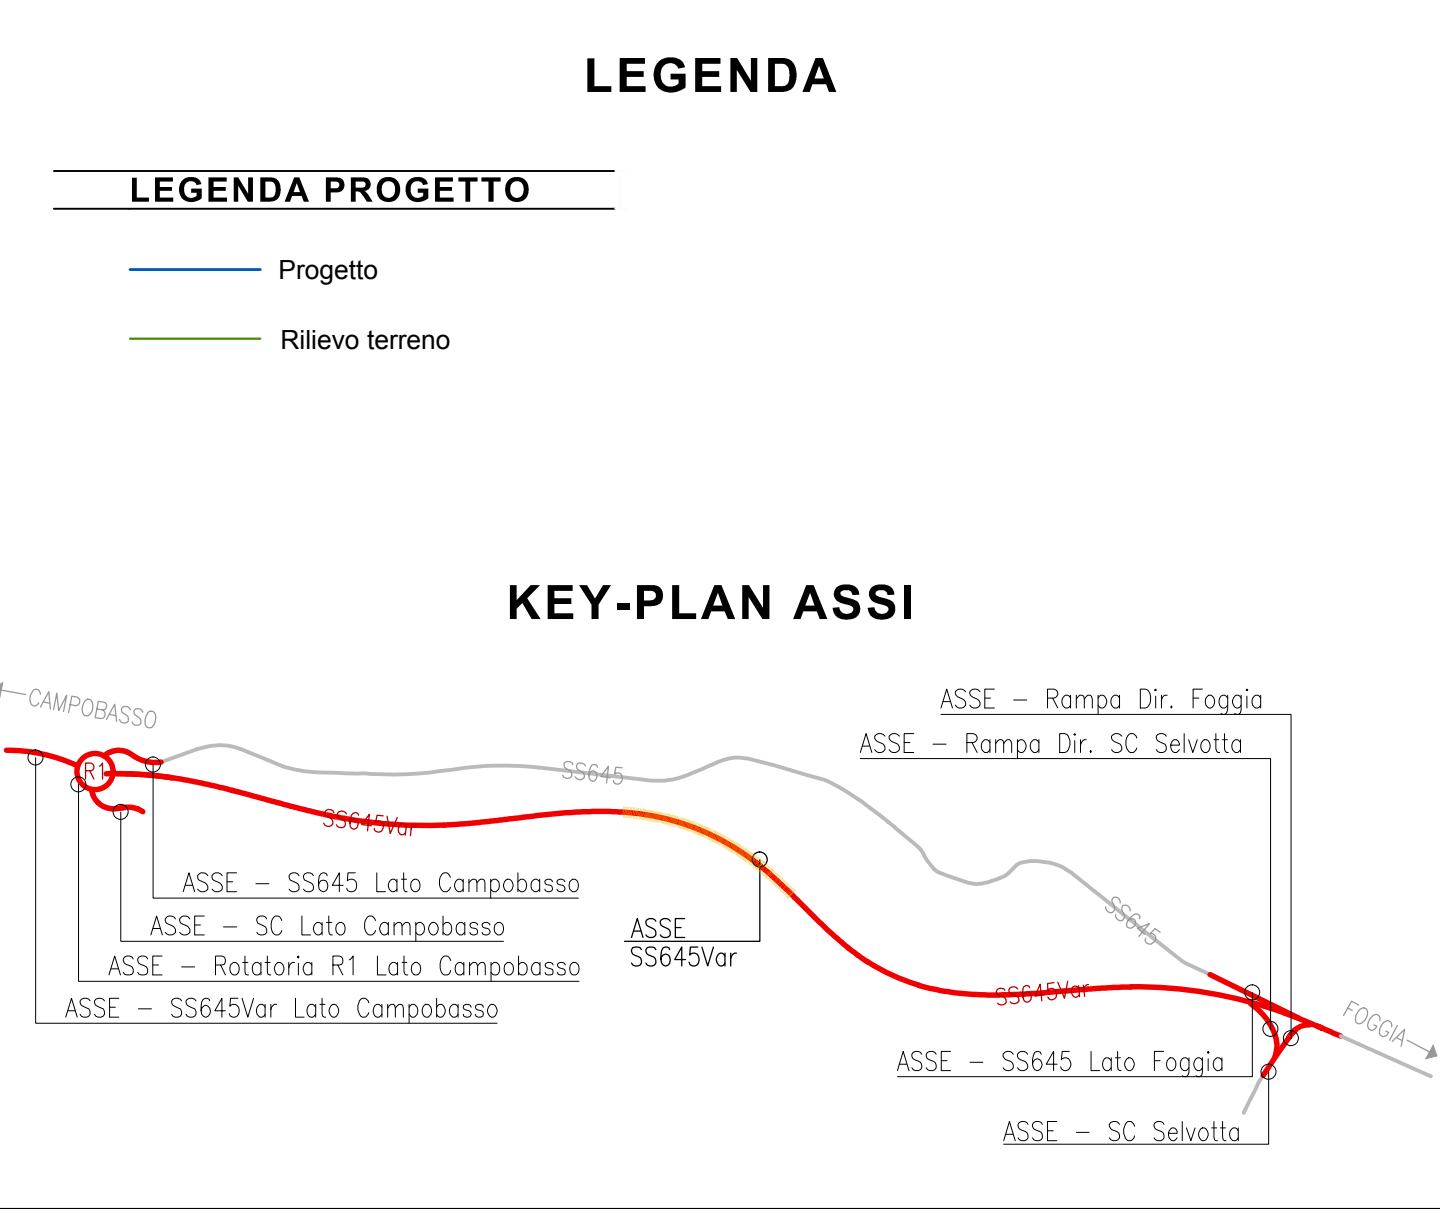 LEGENDA
LEGENDA PROGETTO
Progetto
Rilievo terreno
KEY-PLAN ASSI
CAMPOBASSO
ASSE - Rampa Dir. Foggia
ASSE - Rampa Dir. SC Selvotta
R1
SS645
SS645Var
ASSE - SS645 Lato Campobasso
ASSE - SC Lato Campobasso
ASSE - Rotatoria R1 Lato Campobasso
ASSE - SS645Var Lato Campobasso
ASSE
SS645Var
SS645
SS645Var
FOGGIA
ASSE - SS645 Lato Foggia
ASSE - SC Selvotta